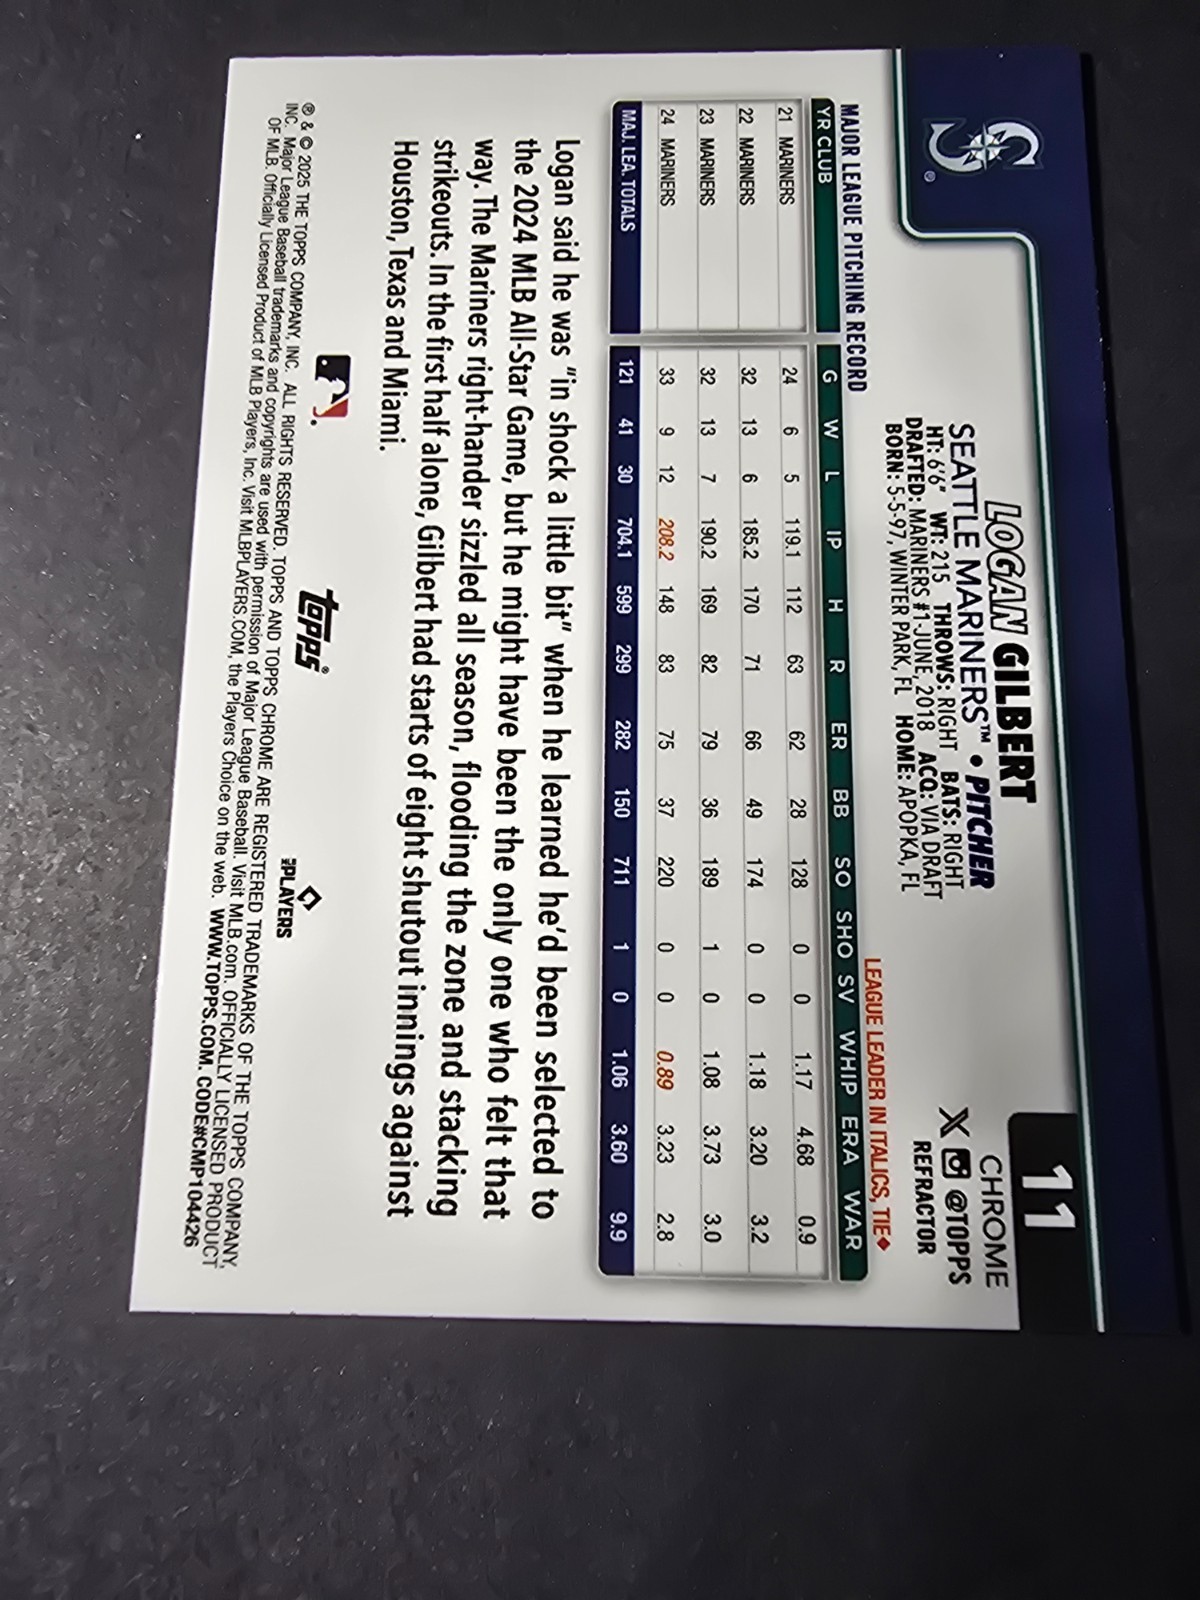 11
LOGAN GILBERT
SEATTLE MARINERS™ • PITCHER
HT: 6'6" WT: 215 THROWS: RIGHT BATS: RIGHT
DRAFTED: MARINERS #1-JUNE, 2018 ACQ: VIA DRAFT
BORN: 5-5-97, WINTER PARK, FL HOME: APOPKA, FL
CHROME
X @TOPPS
REFRACTOR
MAJOR LEAGUE PITCHING RECORD
LEAGUE LEADER IN ITALICS, TIE◆
YR CLUB G W L IP H R ER BB SO SHO SV WHIP ERA WAR
21 MARINERS 24 6 5 119.1 112 63 62 28 128 0 0 1.17 4.68 0.9
22 MARINERS 32 13 6 185.2 170 71 66 49 174 0 0 1.18 3.20 3.2
23 MARINERS 32 13 7 190.2 169 82 79 36 189 1 0 1.08 3.73 3.0
24 MARINERS 33 9 12 208.2 148 83 75 37 220 0 0 0.89 3.23 2.8
MAJ. LEA. TOTALS 121 41 30 704.1 599 299 282 150 711 1 0 1.06 3.60 9.9
Logan said he was "in shock a little bit" when he learned he'd been selected to
the 2024 MLB All-Star Game, but he might have been the only one who felt that
way. The Mariners right-hander sizzled all season, flooding the zone and stacking
strikeouts. In the first half alone, Gilbert had starts of eight shutout innings against
Houston, Texas and Miami.
topps®
MLB PLAYERS
® & © 2025 THE TOPPS COMPANY, INC. ALL RIGHTS RESERVED. TOPPS AND TOPPS CHROME ARE REGISTERED TRADEMARKS OF THE TOPPS COMPANY,
INC. Major League Baseball trademarks and copyrights are used with permission of Major League Baseball. Visit MLB.com. OFFICIALLY LICENSED PRODUCT
OF MLB. Officially Licensed Product of MLB Players, Inc. Visit MLBPLAYERS.COM, the Players Choice on the web. WWW.TOPPS.COM. CODE#CMP104426